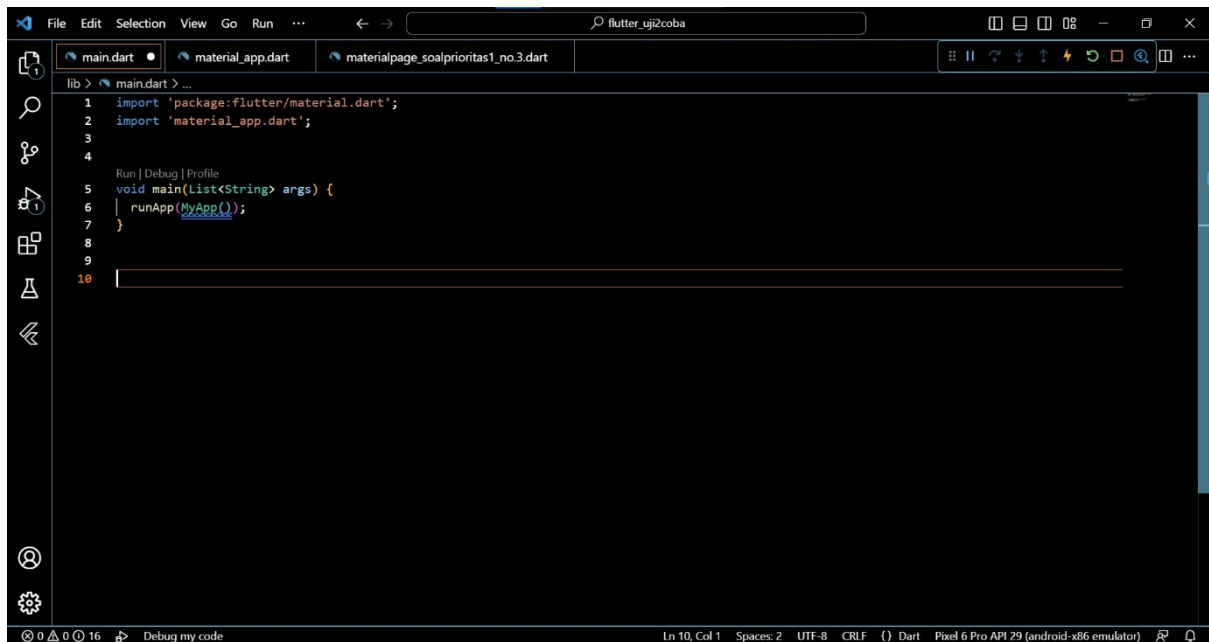 File Edit Selection View Go Run ··· flutter_uji2coba
main.dart material_app.dart materialpage_soalprioritas1_no.3.dart
lib > main.dart > ...
1 import 'package:flutter/material.dart';
2 import 'material_app.dart';
3
4
Run | Debug | Profile
5 void main(List<String> args) {
6 runApp(MyApp());
7 }
8
9
10
1
1
0 0 16 Debug my code Ln 10, Col 1 Spaces: 2 UTF-8 CRLF {} Dart Pixel 6 Pro API 29 (android-x86 emulator)